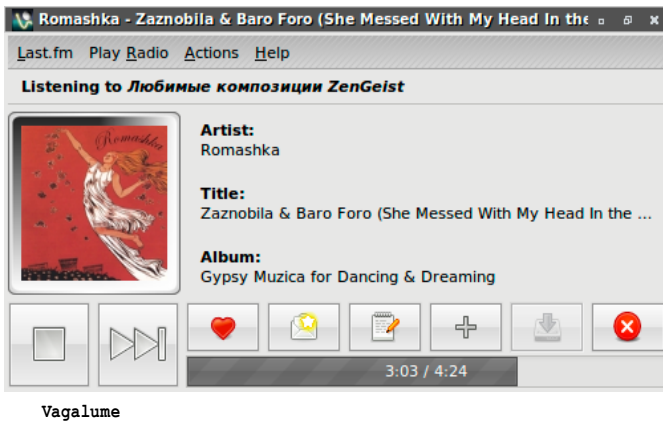 Romashka - Zaznobila & Baro Foro (She Messed With My Head In the
Last.fm Play Radio Actions Help
Listening to Любимые композиции ZenGeist
Romashka
Artist:
Romashka
Title:
Zaznobila & Baro Foro (She Messed With My Head In the ...
Album:
Gypsy Muzica for Dancing & Dreaming
3:03 / 4:24
Vagalume